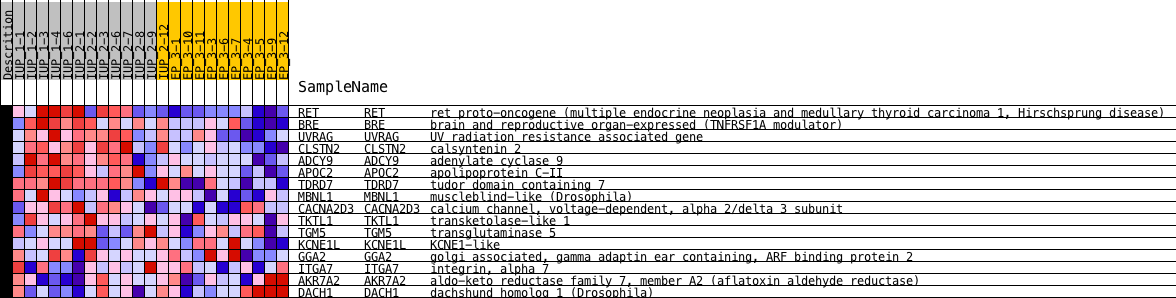 Descrition
IUP_1-1
IUP_1-2
IUP_1-3
IUP_1-4
IUP_1-6
IUP_2-1
IUP_2-2
IUP_2-3
IUP_2-6
IUP_2-7
IUP_2-8
IUP_2-9
IUP_2-12
EP_3-1
EP_3-10
EP_3-11
EP_3-3
EP_3-6
EP_3-7
EP_3-4
EP_3-5
EP_3-9
EP_3-12
SampleName
RET RET ret proto-oncogene (multiple endocrine neoplasia and medullary thyroid carcinoma 1, Hirschsprung disease)
BRE BRE brain and reproductive organ-expressed (TNFRSF1A modulator)
UVRAG UVRAG UV radiation resistance associated gene
CLSTN2 CLSTN2 calsyntenin 2
ADCY9 ADCY9 adenylate cyclase 9
APOC2 APOC2 apolipoprotein C-II
TDRD7 TDRD7 tudor domain containing 7
MBNL1 MBNL1 muscleblind-like (Drosophila)
CACNA2D3 CACNA2D3 calcium channel, voltage-dependent, alpha 2/delta 3 subunit
TKTL1 TKTL1 transketolase-like 1
TGM5 TGM5 transglutaminase 5
KCNE1L KCNE1L KCNE1-like
GGA2 GGA2 golgi associated, gamma adaptin ear containing, ARF binding protein 2
ITGA7 ITGA7 integrin, alpha 7
AKR7A2 AKR7A2 aldo-keto reductase family 7, member A2 (aflatoxin aldehyde reductase)
DACH1 DACH1 dachshund homolog 1 (Drosophila)